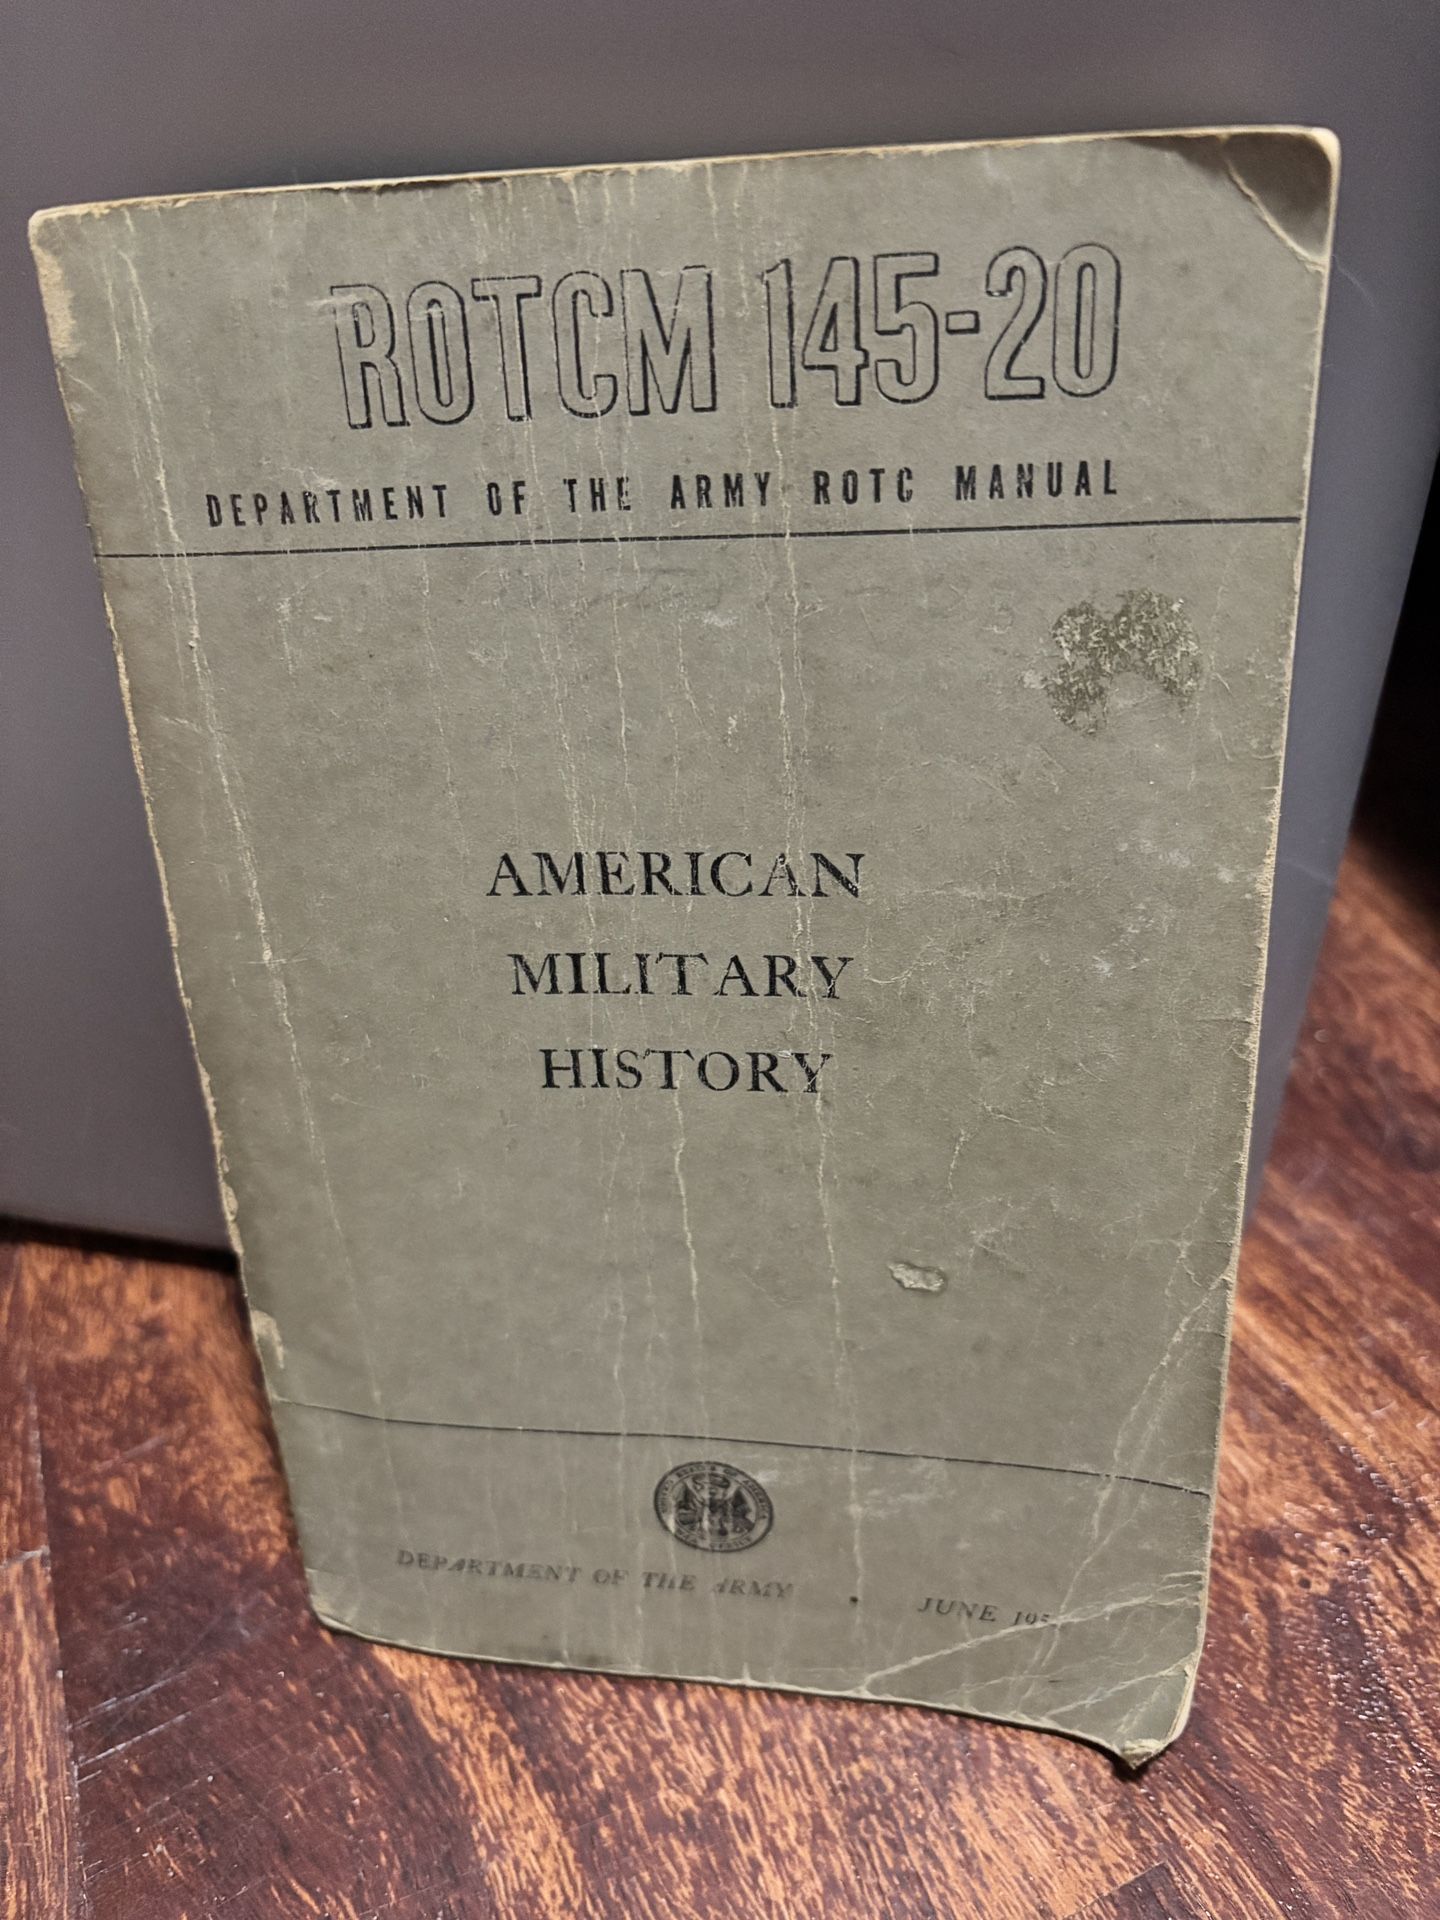 ROTCM 145-20
DEPARTMENT OF THE ARMY ROTC MANUAL
AMERICAN
MILITARY
HISTORY
DEPARTMENT OF THE ARMY • JUNE